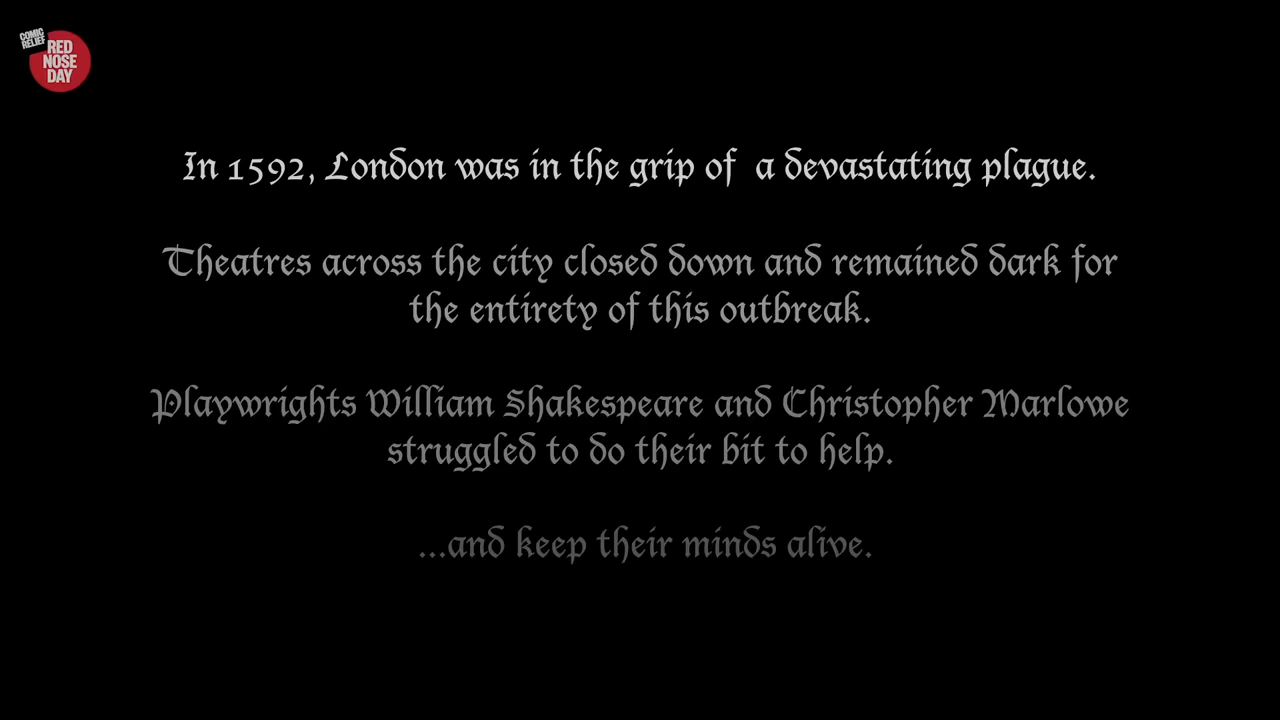 COMIC
RELIEF
RED
NOSE
DAY
In 1592, London was in the grip of a devastating plague.
Theatres across the city closed down and remained dark for
the entirety of this outbreak.
Playwrights William Shakespeare and Christopher Marlowe
struggled to do their bit to help.
...and keep their minds alive.